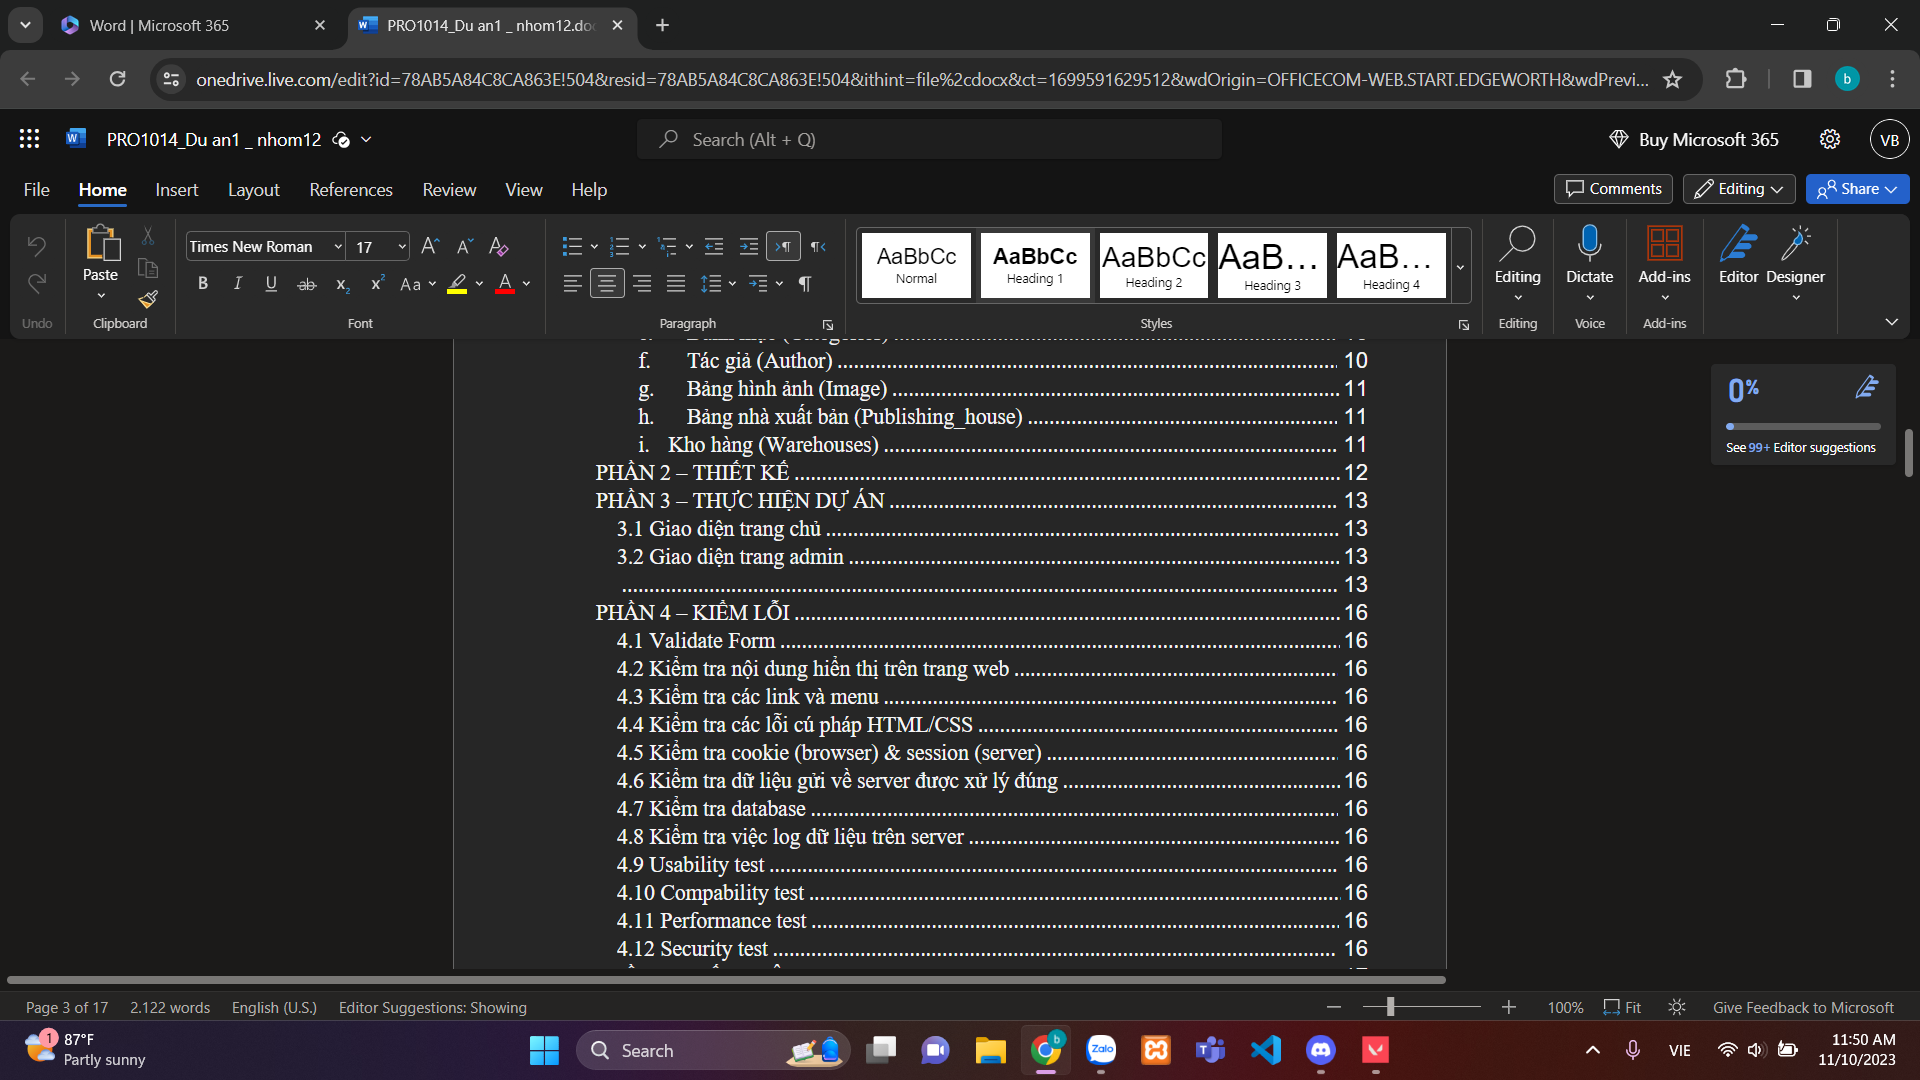 Word | Microsoft 365
PRO1014_Du an1 _ nhom12.do
onedrive.live.com/edit?id=78AB5A84C8CA863E!504&resid=78AB5A84C8CA863E!504&ithint=file%2cdocx&ct=1699591629512&wdOrigin=OFFICECOM-WEB.START.EDGEWORTH&wdPrevi...
b
PRO1014_Du an1 _ nhom12
Search (Alt + Q)
Buy Microsoft 365
VB
File Home Insert Layout References Review View Help
Comments Editing Share
Times New Roman 17
Paste
AaBbCc Normal
AaBbCc Heading 1
AaBbCc Heading 2
AaB... Heading 3
AaB... Heading 4
Editing Dictate Add-ins Editor Designer
Undo Clipboard Font Paragraph Styles Editing Voice Add-ins
f. Tác giả (Author) 10
g. Bảng hình ảnh (Image) 11
h. Bảng nhà xuất bản (Publishing_house) 11
i. Kho hàng (Warehouses) 11
PHẦN 2 – THIẾT KẾ 12
PHẦN 3 – THỰC HIỆN DỰ ÁN 13
3.1 Giao diện trang chủ 13
3.2 Giao diện trang admin 13
13
PHẦN 4 – KIỂM LỖI 16
4.1 Validate Form 16
4.2 Kiểm tra nội dung hiển thị trên trang web 16
4.3 Kiểm tra các link và menu 16
4.4 Kiểm tra các lỗi cú pháp HTML/CSS 16
4.5 Kiểm tra cookie (browser) & session (server) 16
4.6 Kiểm tra dữ liệu gửi về server được xử lý đúng 16
4.7 Kiểm tra database 16
4.8 Kiểm tra việc log dữ liệu trên server 16
4.9 Usability test 16
4.10 Compability test 16
4.11 Performance test 16
4.12 Security test 16
0%
See 99+ Editor suggestions
Page 3 of 17 2.122 words English (U.S.) Editor Suggestions: Showing
100% Fit Give Feedback to Microsoft
1
87°F
Partly sunny
Search
b
Zalo
VIE
11:50 AM
11/10/2023